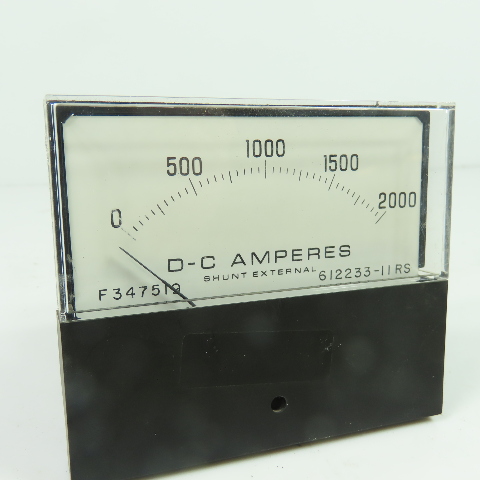 0 500 1000 1500 2000
D-C AMPERES
SHUNT EXTERNAL
F347519 612233-11RS